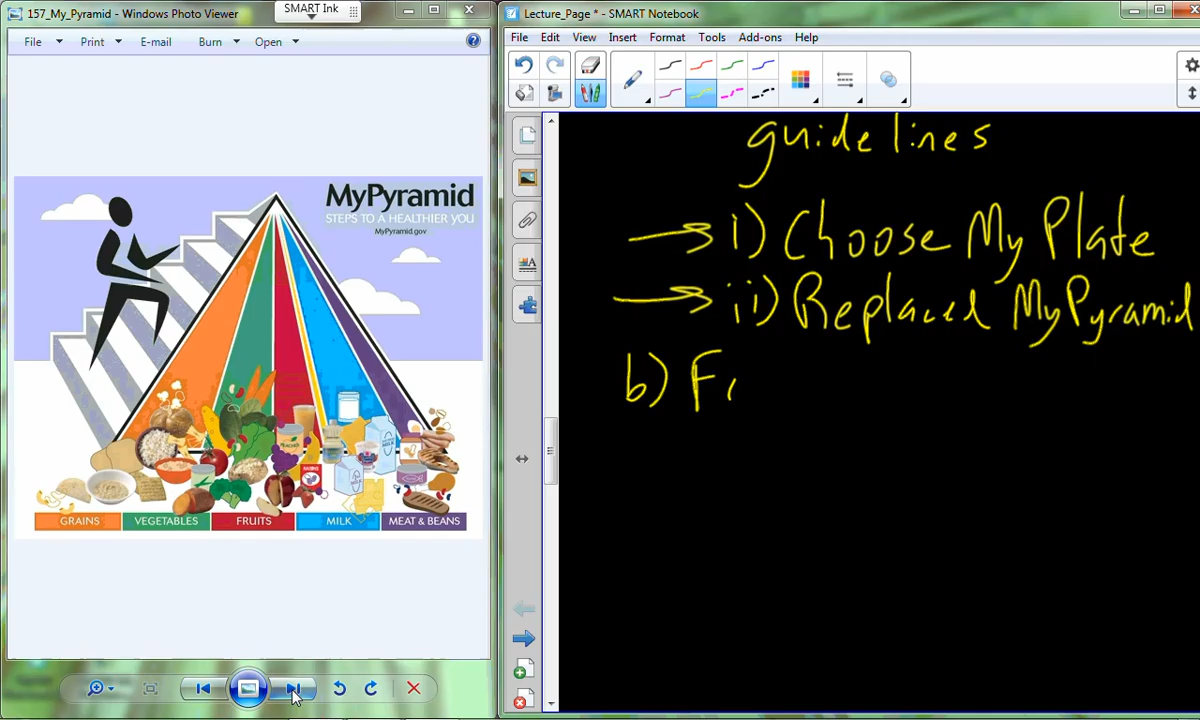 157_My_Pyramid - Windows Photo Viewer
SMART Ink
File Print E-mail Burn Open
MyPyramid
STEPS TO A HEALTHIER YOU
MyPyramid.gov
GRAINS VEGETABLES FRUITS MILK MEAT & BEANS
Lecture_Page * - SMART Notebook
File Edit View Insert Format Tools Add-ons Help
guidelines
→ i) Choose My Plate
→ ii) Replaced MyPyramid
b) F